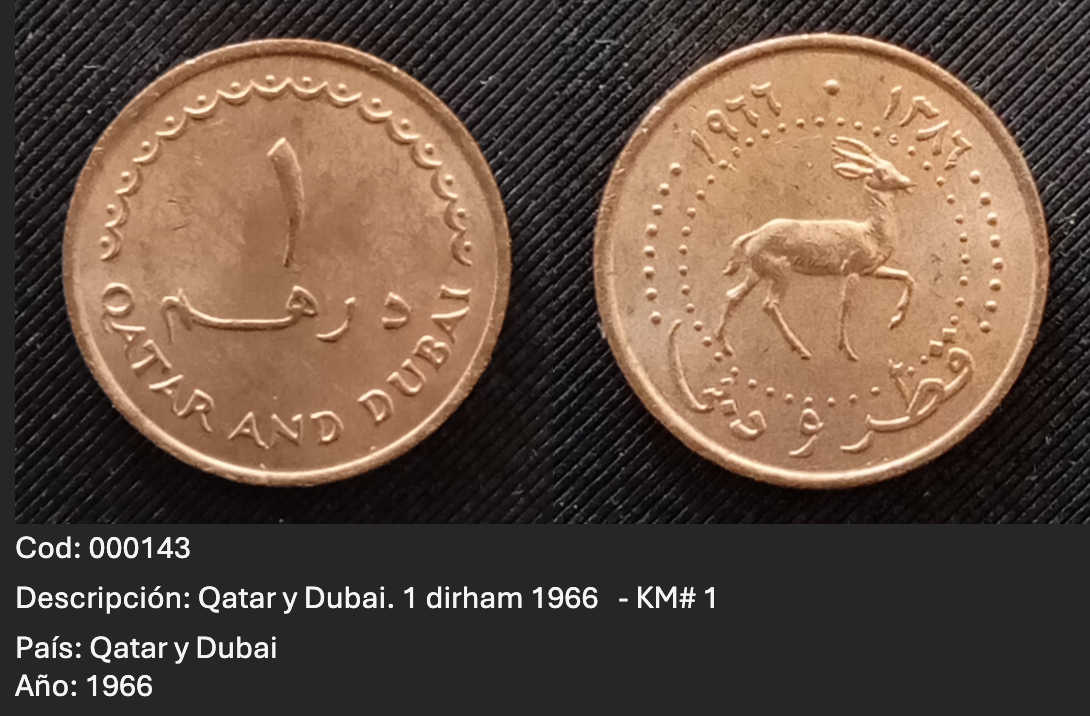 ١
درهم
QATAR AND DUBAI
١٩٦٦ ١٣٨٦
قطر و دبي
Cod: 000143
Descripción: Qatar y Dubai. 1 dirham 1966 - KM# 1
País: Qatar y Dubai
Año: 1966